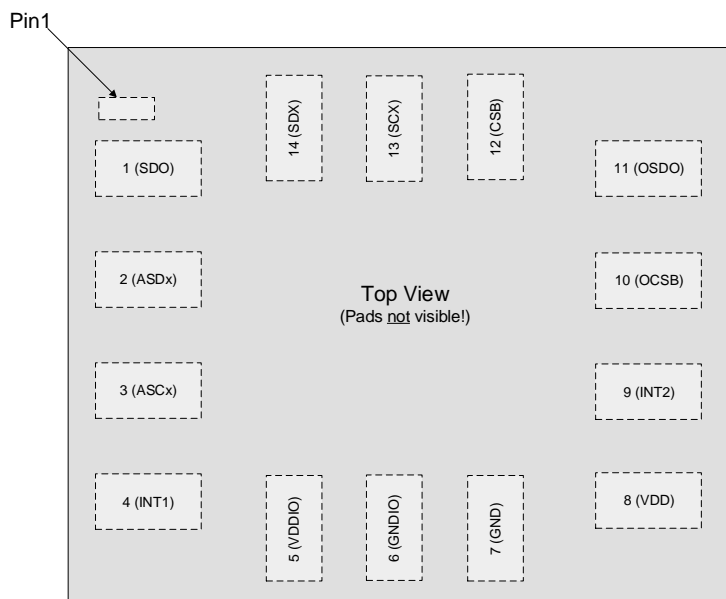 Pin1
14 (SDX)
13 (SCX)
12 (CSB)
1 (SDO)
11 (OSDO)
2 (ASDx)
10 (OCSB)
Top View
(Pads not visible!)
3 (ASCx)
9 (INT2)
4 (INT1)
5 (VDDIO)
6 (GNDIO)
7 (GND)
8 (VDD)